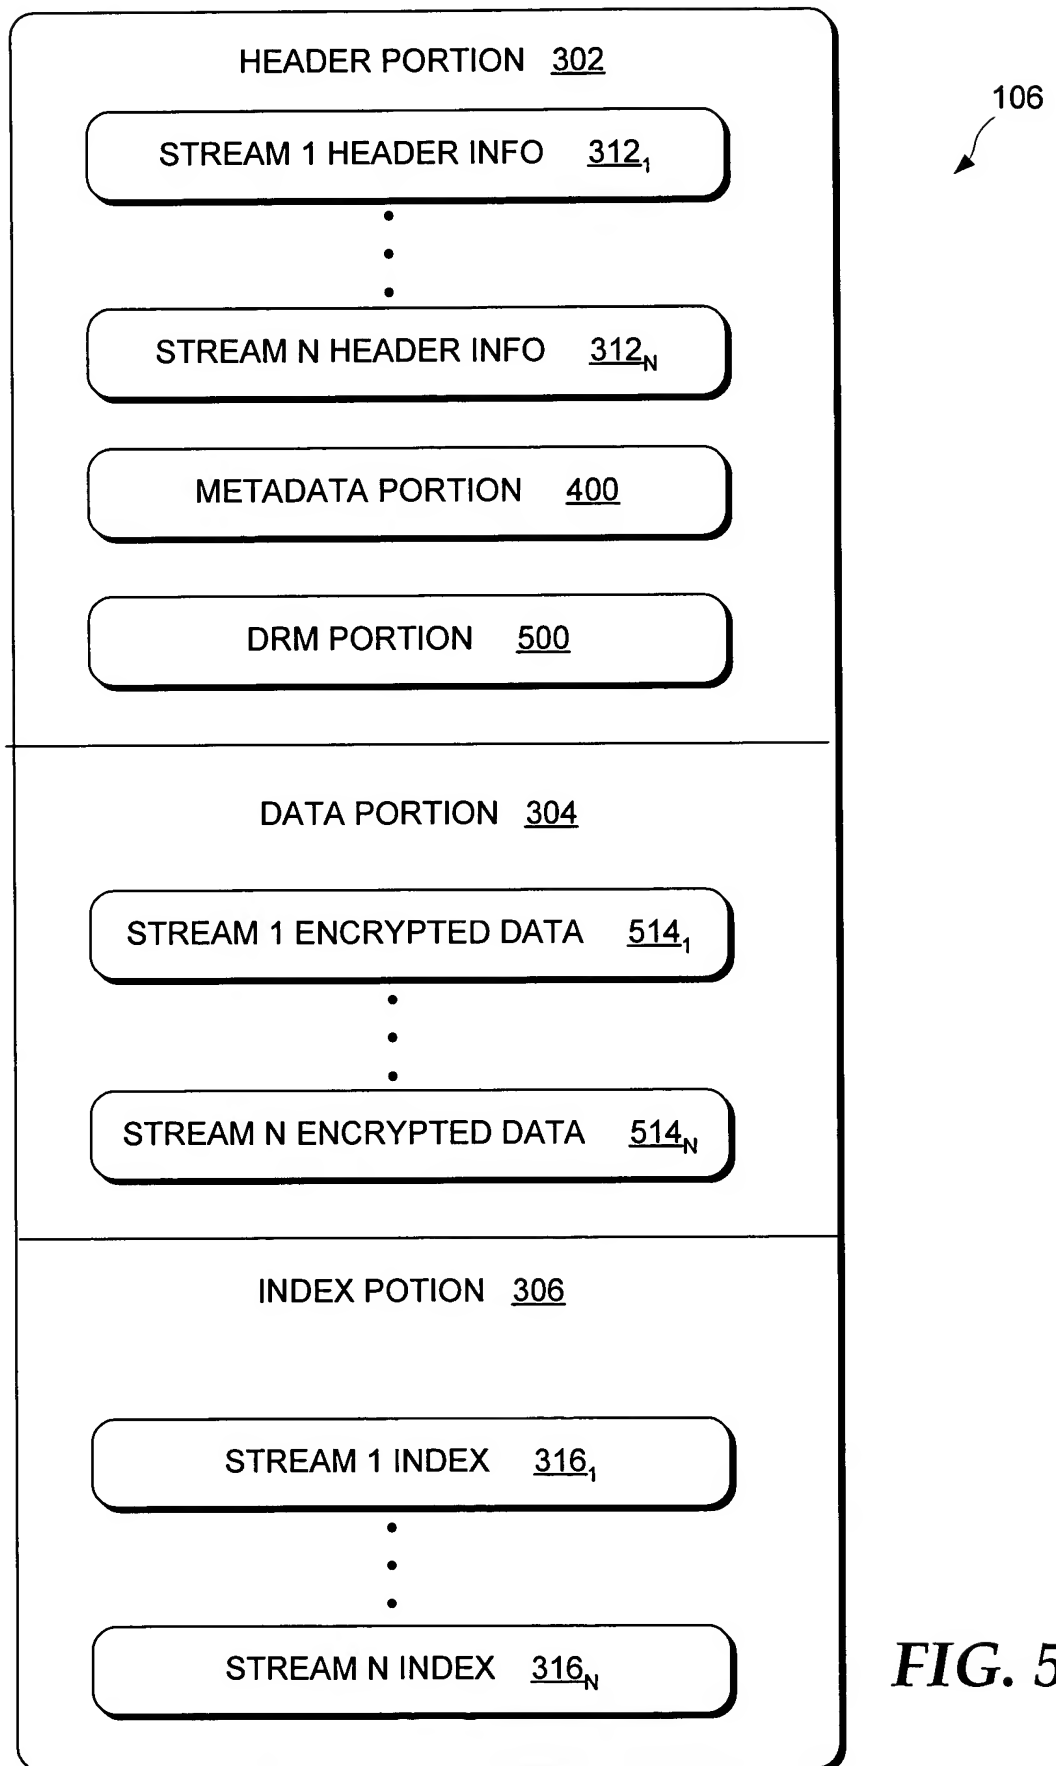 HEADER PORTION 302
106
STREAM 1 HEADER INFO 312₁
STREAM N HEADER INFO 312N
METADATA PORTION 400
DRM PORTION 500
DATA PORTION 304
STREAM 1 ENCRYPTED DATA 514₁
STREAM N ENCRYPTED DATA 514N
INDEX POTION 306
STREAM 1 INDEX 316₁
STREAM N INDEX 316N
FIG. 5